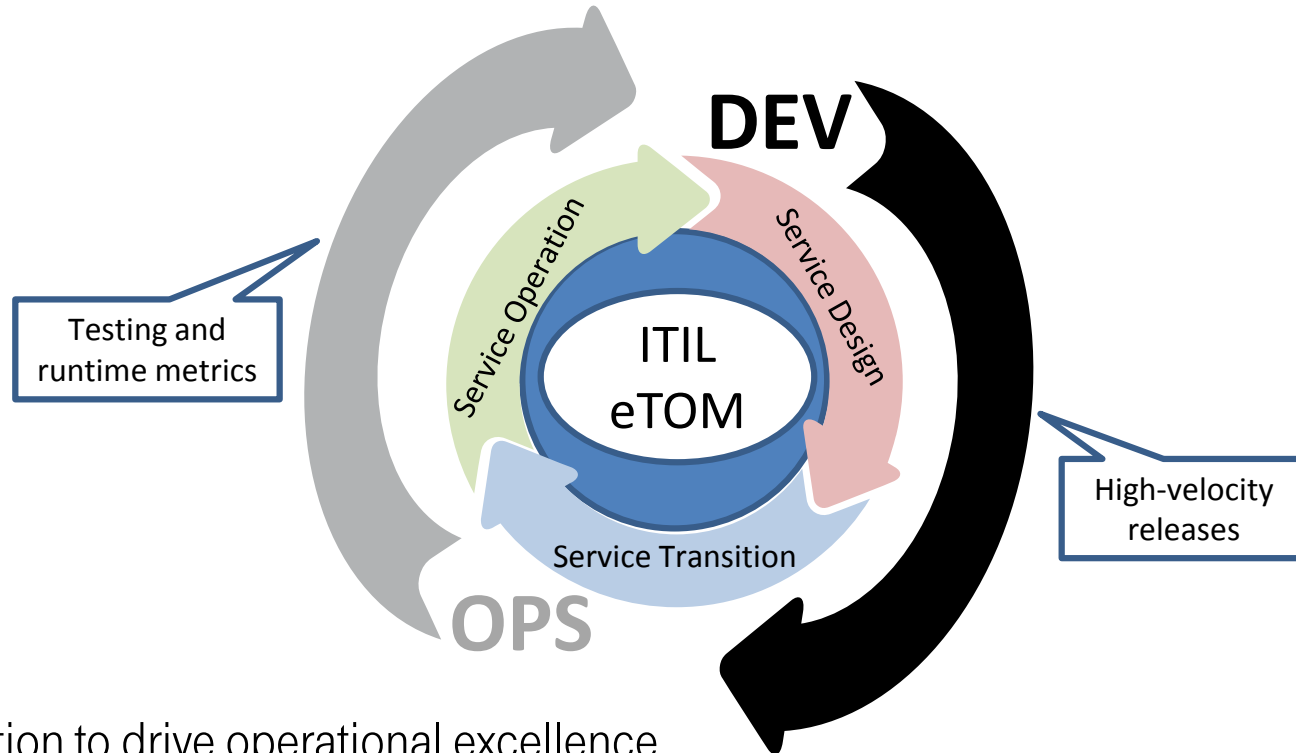 DEV
Service Operation
Service Design
Testing and
runtime metrics
ITIL
eTOM
High-velocity
releases
Service Transition
OPS
to drive operational excellence